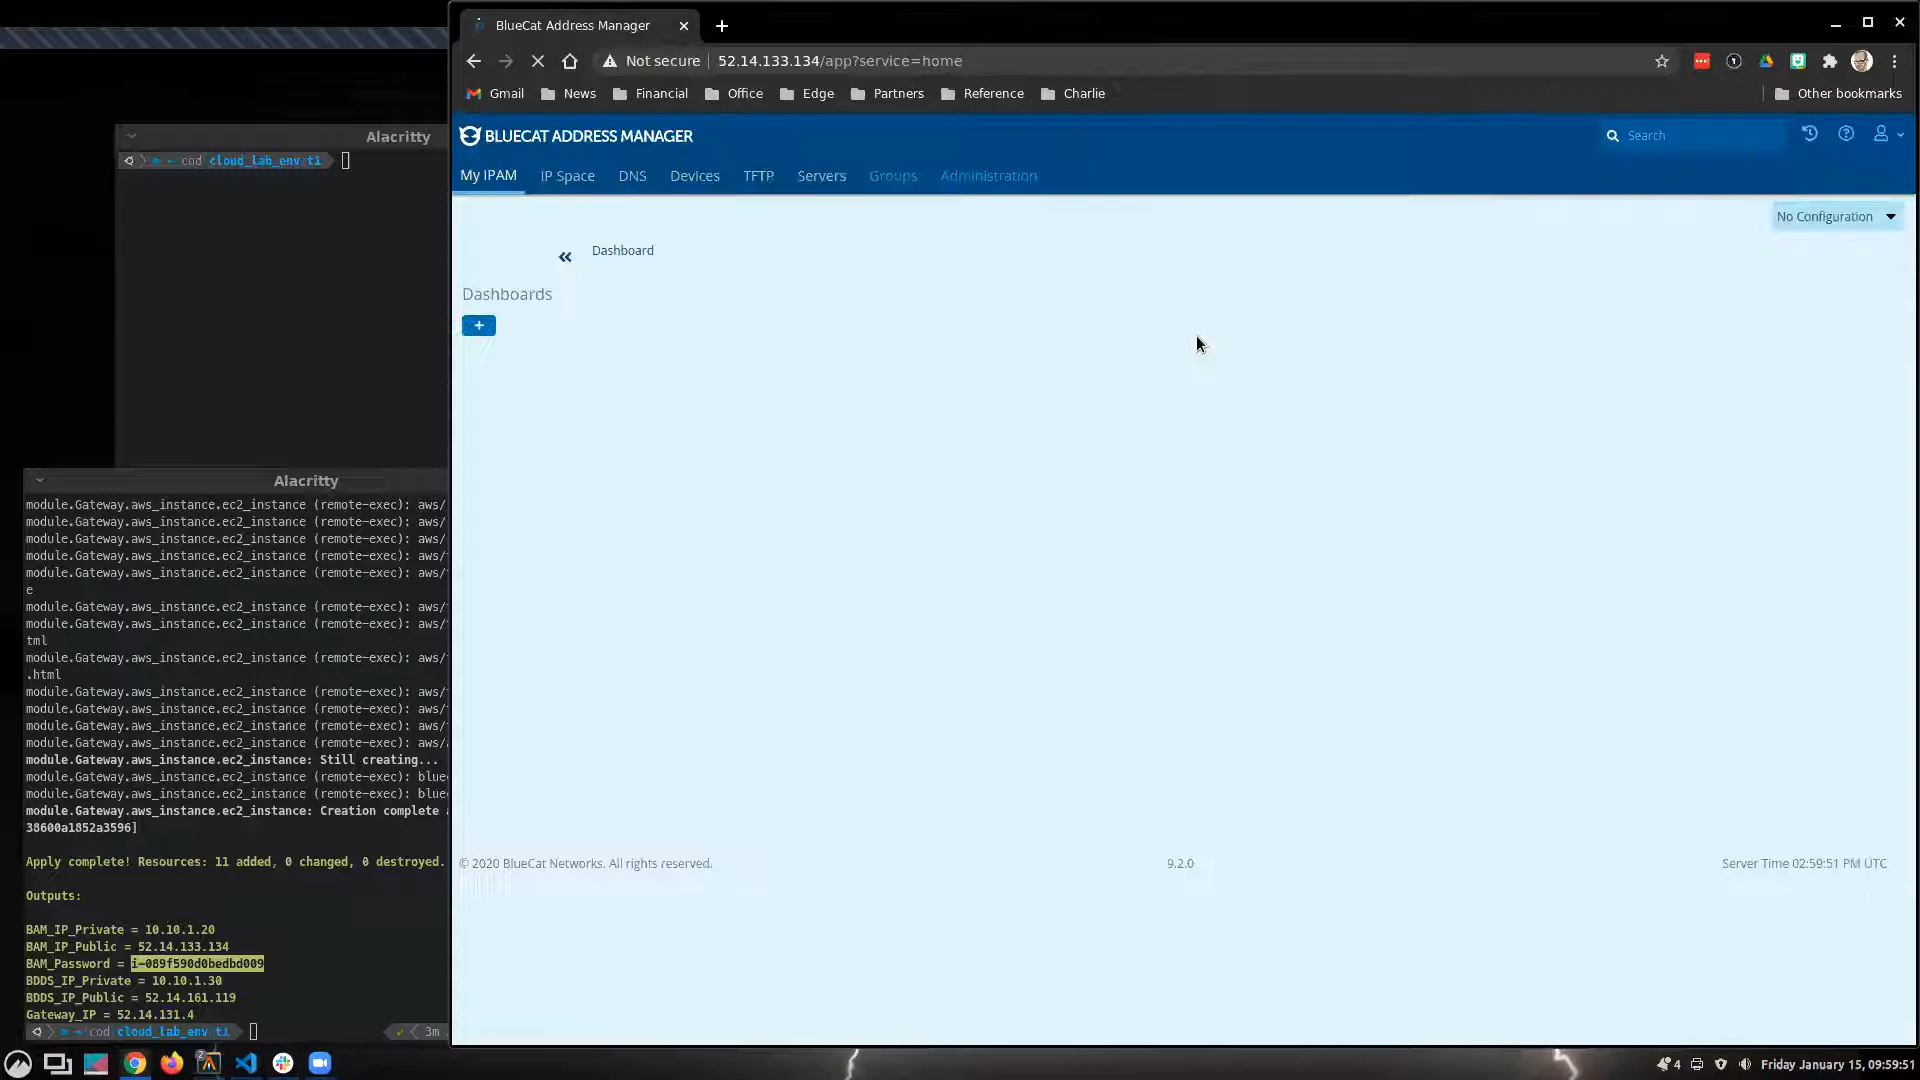 BlueCat Address Manager
Not secure
52.14.133.134/app?service=home
Gmail
News
Financial
Office
Edge
Partners
Reference
Charlie
Other bookmarks
BLUECAT ADDRESS MANAGER
Search
My IPAM
IP Space
DNS
Devices
TFTP
Servers
Groups
Administration
No Configuration
Dashboard
Dashboards
+
© 2020 BlueCat Networks. All rights reserved.
9.2.0
Server Time 02:59:51 PM UTC
Alacritty
cod cloud_lab_env
Alacritty
module.Gateway.aws_instance.ec2_instance (remote-exec): aws/
module.Gateway.aws_instance.ec2_instance (remote-exec): aws/
module.Gateway.aws_instance.ec2_instance (remote-exec): aws/
module.Gateway.aws_instance.ec2_instance (remote-exec): aws/
module.Gateway.aws_instance.ec2_instance (remote-exec): aws/
e
module.Gateway.aws_instance.ec2_instance (remote-exec): aws/
module.Gateway.aws_instance.ec2_instance (remote-exec): aws/
tml
module.Gateway.aws_instance.ec2_instance (remote-exec): aws/
.html
module.Gateway.aws_instance.ec2_instance (remote-exec): aws/
module.Gateway.aws_instance.ec2_instance (remote-exec): aws/
module.Gateway.aws_instance.ec2_instance (remote-exec): aws/
module.Gateway.aws_instance.ec2_instance (remote-exec): aws/
module.Gateway.aws_instance.ec2_instance: Still creating...
module.Gateway.aws_instance.ec2_instance (remote-exec): blue
module.Gateway.aws_instance.ec2_instance (remote-exec): blue
module.Gateway.aws_instance.ec2_instance: Creation complete
38600a1852a3596]
Apply complete! Resources: 11 added, 0 changed, 0 destroyed.
Outputs:
BAM_IP_Private = 10.10.1.20
BAM_IP_Public = 52.14.133.134
BAM_Password = i-089f590d0bedbd009
BDDS_IP_Private = 10.10.1.30
BDDS_IP_Public = 52.14.161.119
Gateway_IP = 52.14.131.4
cod cloud_lab_env
3m
2
4
Friday January 15, 09:59:51